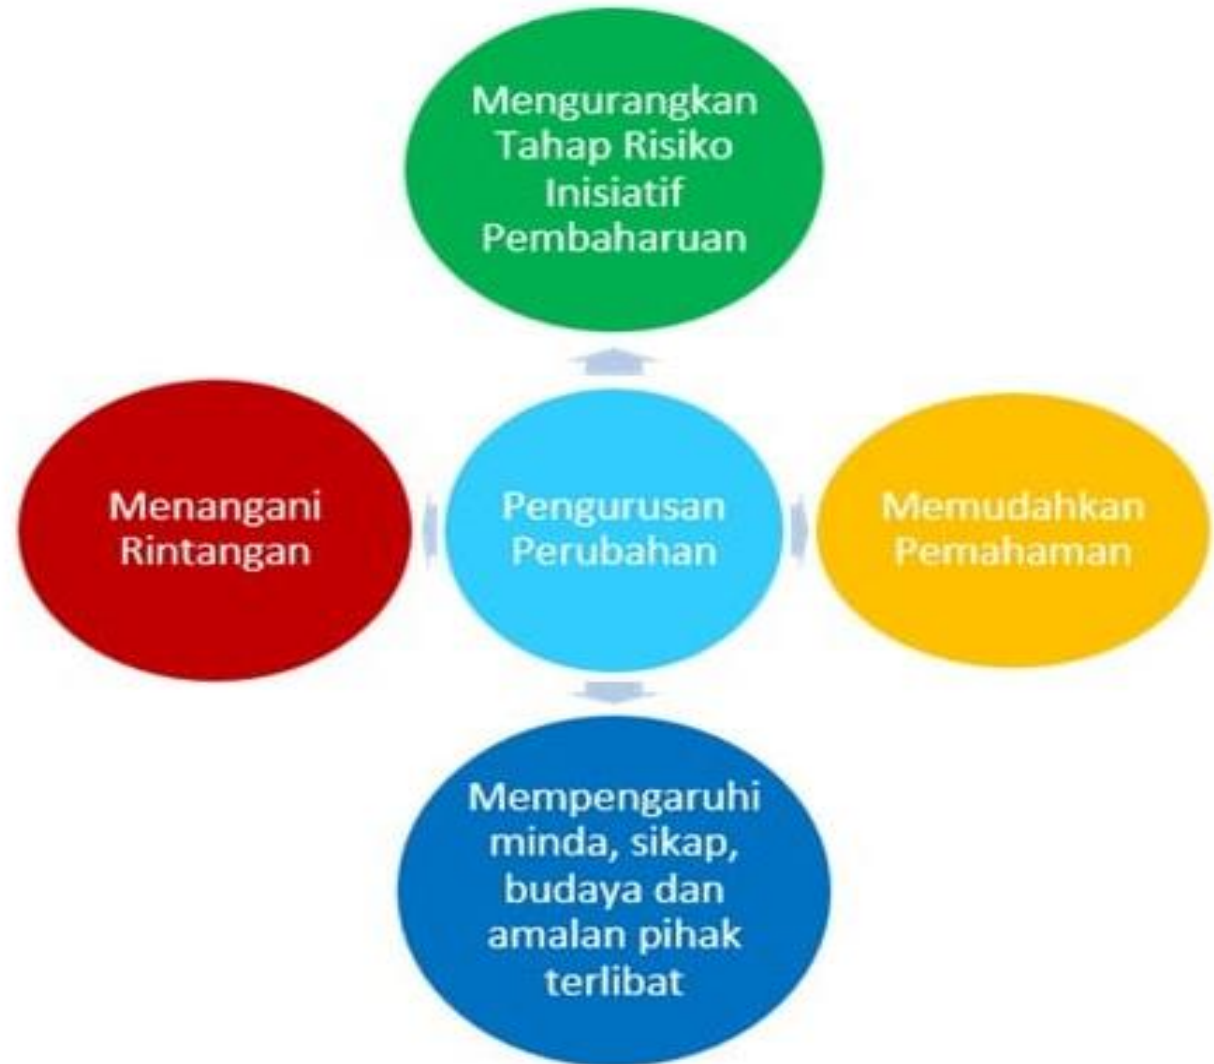 Mengurangkan
Tahap Risiko
Inisiatif
Pembaharuan
Menangani
Rintangan
Pengurusan
Perubahan
Memudahkan
Pemahaman
Mempengaruhi
minda, sikap,
budaya dan
amalan pihak
terlibat